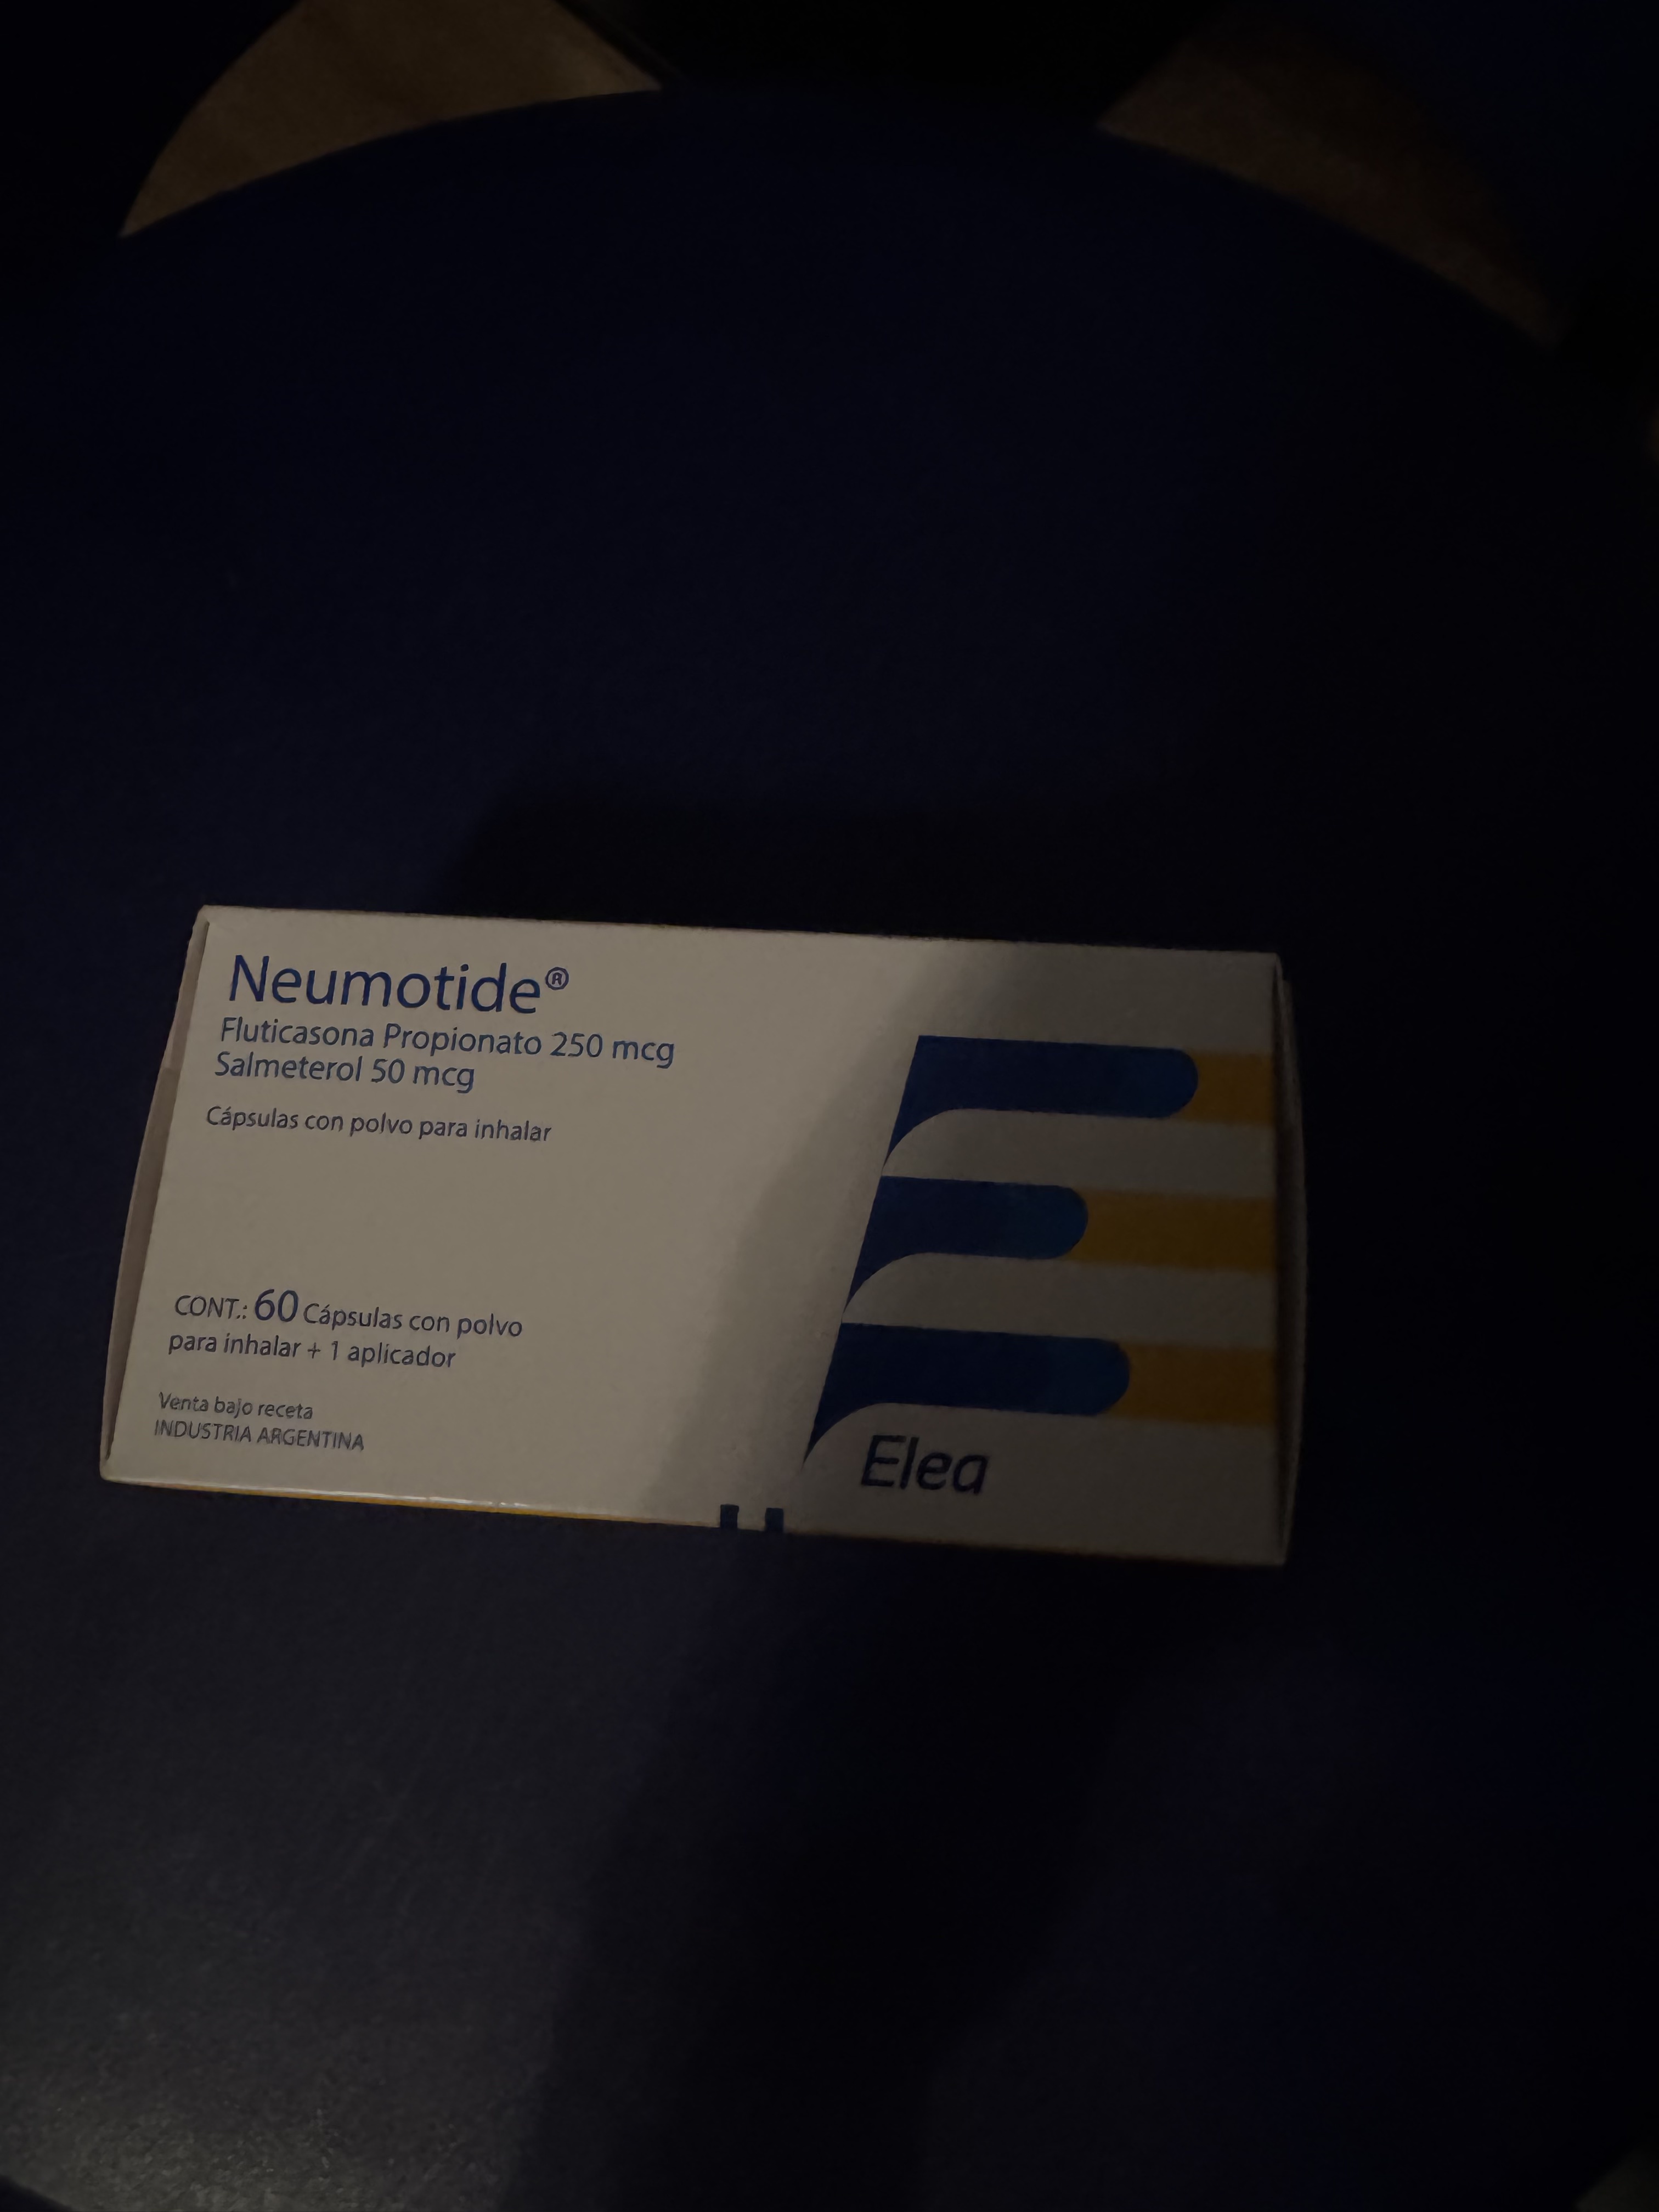 Neumotide®
Fluticasona Propionato 250 mcg
Salmeterol 50 mcg
Cápsulas con polvo para inhalar
CONT.: 60 Cápsulas con polvo
para inhalar + 1 aplicador
Venta bajo receta
INDUSTRIA ARGENTINA
Elea